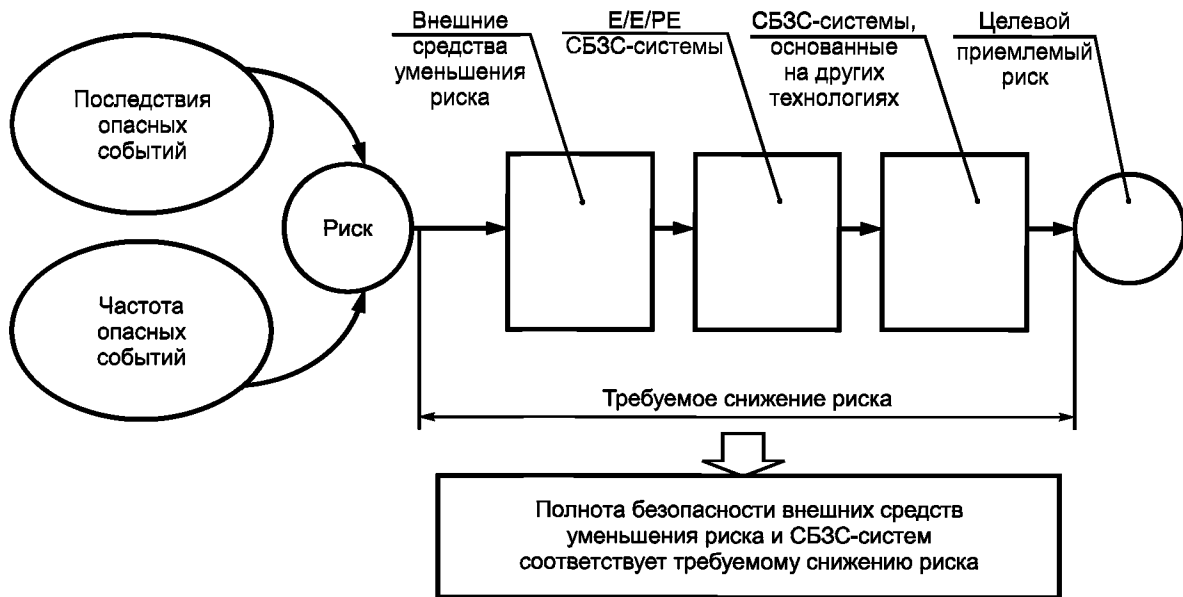 Внешние
средства
уменьшения
риска
E/E/PE
СБЗС-системы
СБЗС-системы,
основанные
на других
технологиях
Целевой
приемлемый
риск
Последствия
опасных
событий
Риск
Частота
опасных
событий
Требуемое снижение риска
Полнота безопасности внешних средств
уменьшения риска и СБЗС-систем
соответствует требуемому снижению риска